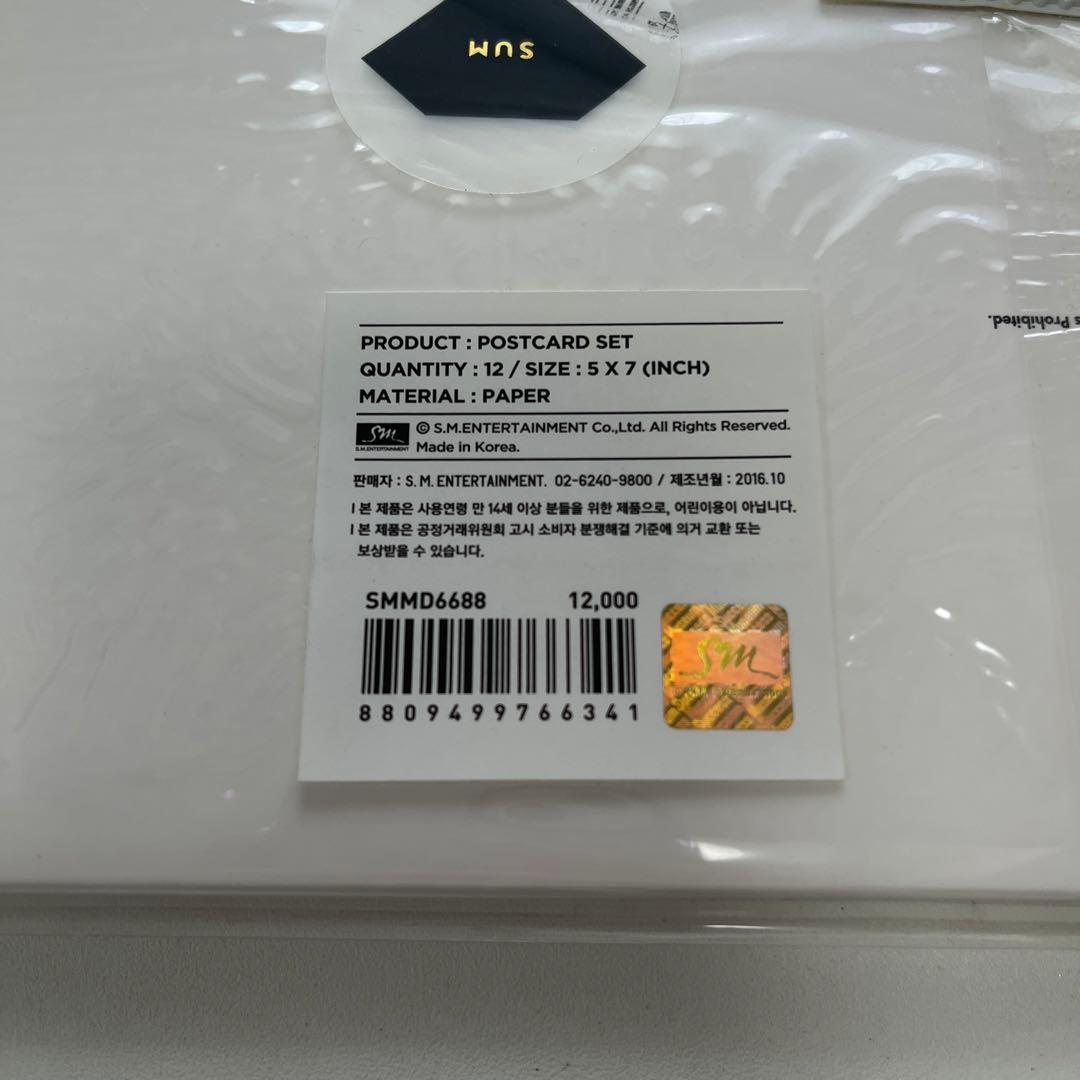 SUM
s Prohibited.
PRODUCT : POSTCARD SET
QUANTITY : 12 / SIZE : 5 X 7 (INCH)
MATERIAL : PAPER
SM
S.M.ENTERTAINMENT
© S.M.ENTERTAINMENT Co.,Ltd. All Rights Reserved.
Made in Korea.
판매자 : S. M. ENTERTAINMENT. 02-6240-9800 / 제조년월 : 2016.10
I 본 제품은 사용연령 만 14세 이상 분들을 위한 제품으로, 어린이용이 아닙니다.
I 본 제품은 공정거래위원회 고시 소비자 분쟁해결 기준에 의거 교환 또는
보상받을 수 있습니다.
SMMD6688 12,000
8809499766341
SM